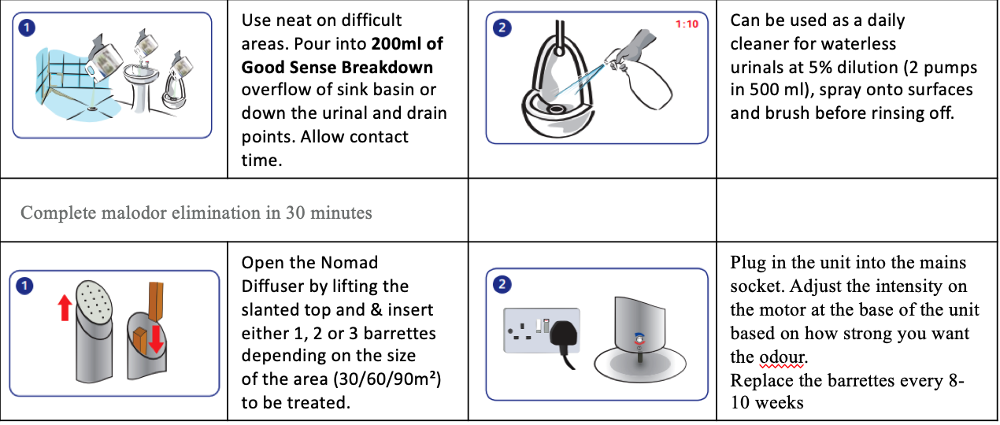 1
Use neat on difficult
areas. Pour into 200ml of
Good Sense Breakdown
overflow of sink basin or
down the urinal and drain
points. Allow contact
time.
2
1:10
Can be used as a daily
cleaner for waterless
urinals at 5% dilution (2 pumps
in 500 ml), spray onto surfaces
and brush before rinsing off.
Complete malodor elimination in 30 minutes
1
Open the Nomad
Diffuser by lifting the
slanted top and & insert
either 1, 2 or 3 barrettes
depending on the size
of the area (30/60/90m²)
to be treated.
2
Plug in the unit into the mains
socket. Adjust the intensity on
the motor at the base of the unit
based on how strong you want
the odour.
Replace the barrettes every 8-
10 weeks